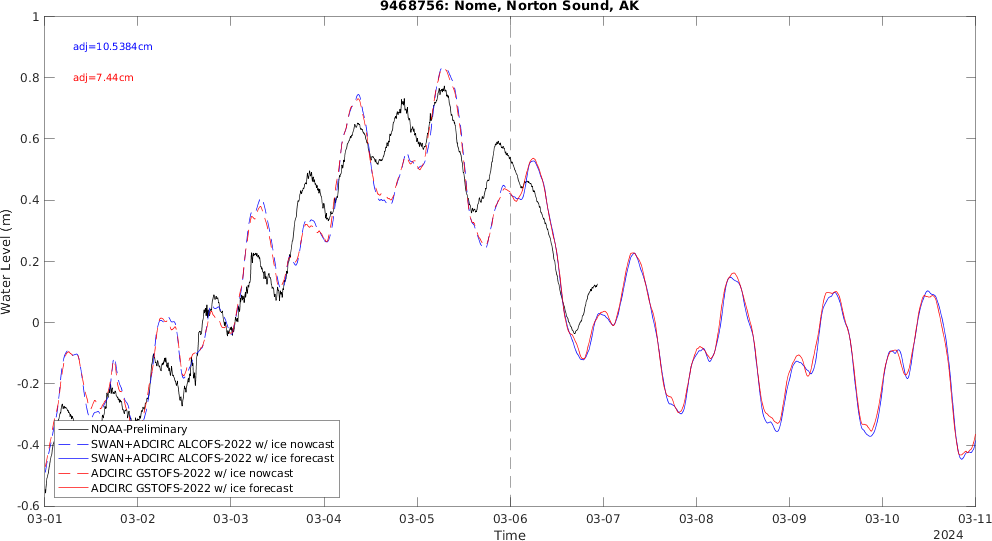 9468756: Nome, Norton Sound, AK
adj=10.5384cm
adj=7.44cm
Water Level (m)
1
0.8
0.6
0.4
0.2
0
-0.2
-0.4
-0.6
NOAA-Preliminary
SWAN+ADCIRC ALCOFS-2022 w/ ice nowcast
SWAN+ADCIRC ALCOFS-2022 w/ ice forecast
ADCIRC GSTOFS-2022 w/ ice nowcast
ADCIRC GSTOFS-2022 w/ ice forecast
03-01 03-02 03-03 03-04 03-05 03-06 03-07 03-08 03-09 03-10 03-11
Time
2024